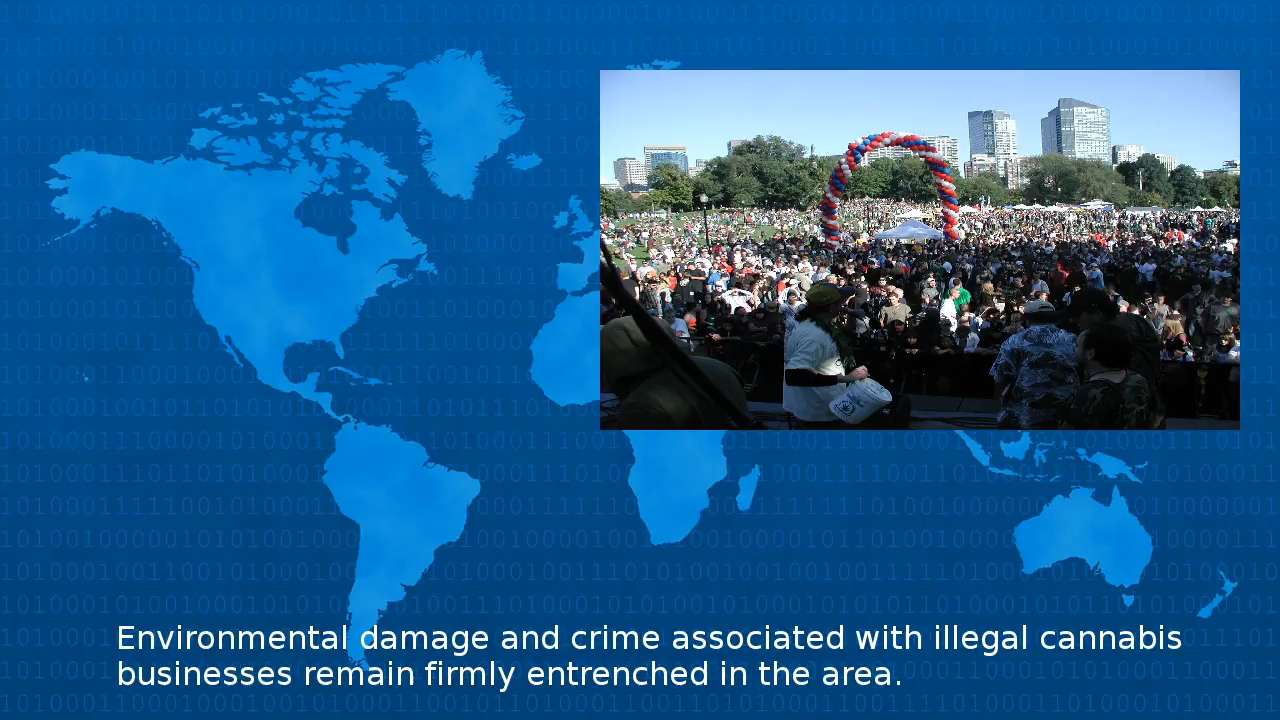 Environmental damage and crime associated with illegal cannabis
businesses remain firmly entrenched in the area.